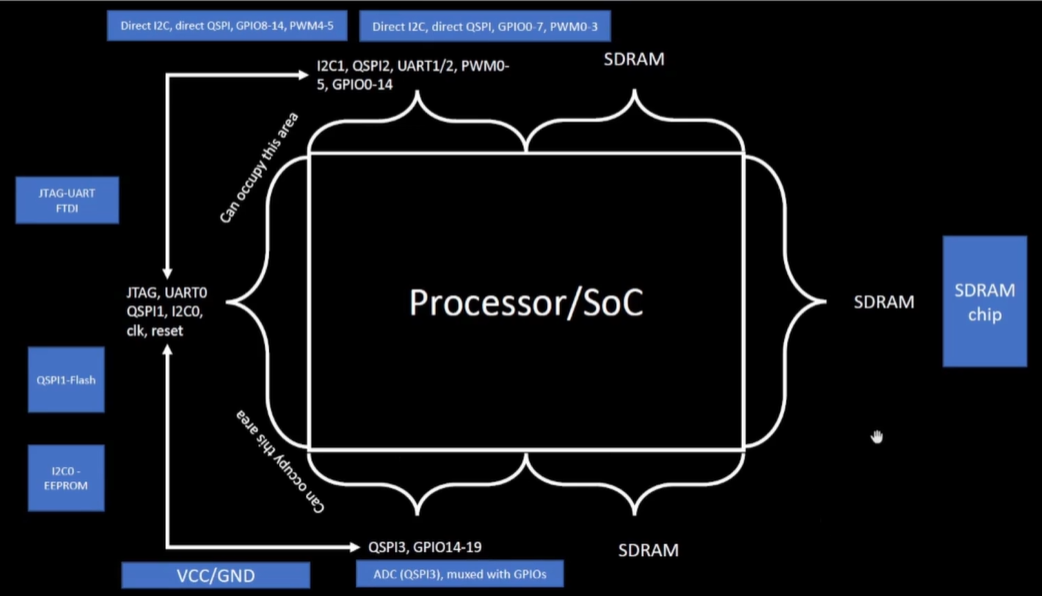 Direct I2C, direct QSPI, GPIO8-14, PWM4-5
Direct I2C, direct QSPI, GPIO0-7, PWM0-3
I2C1, QSPI2, UART1/2, PWM0-
5, GPIO0-14
SDRAM
Can occupy this area
JTAG-UART
FTDI
JTAG, UART0
QSPI1, I2C0,
clk, reset
Processor/SoC
SDRAM
SDRAM
chip
QSPI1-Flash
I2C0 -
EEPROM
Can occupy this area
QSPI3, GPIO14-19
SDRAM
VCC/GND
ADC (QSPI3), muxed with GPIOs